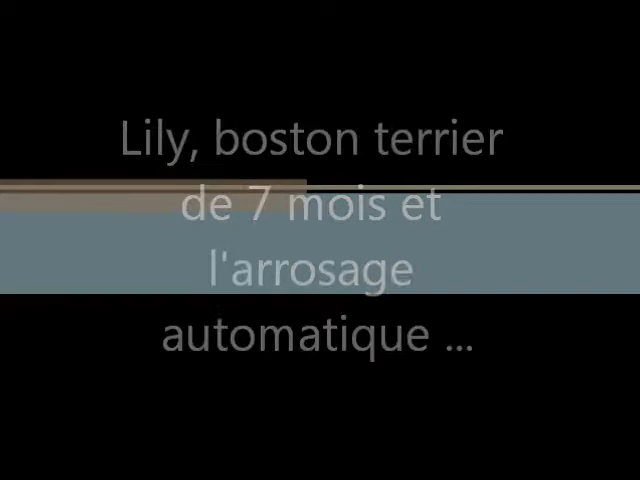 Lily, boston terrier
de 7 mois et
l'arrosage
automatique ...